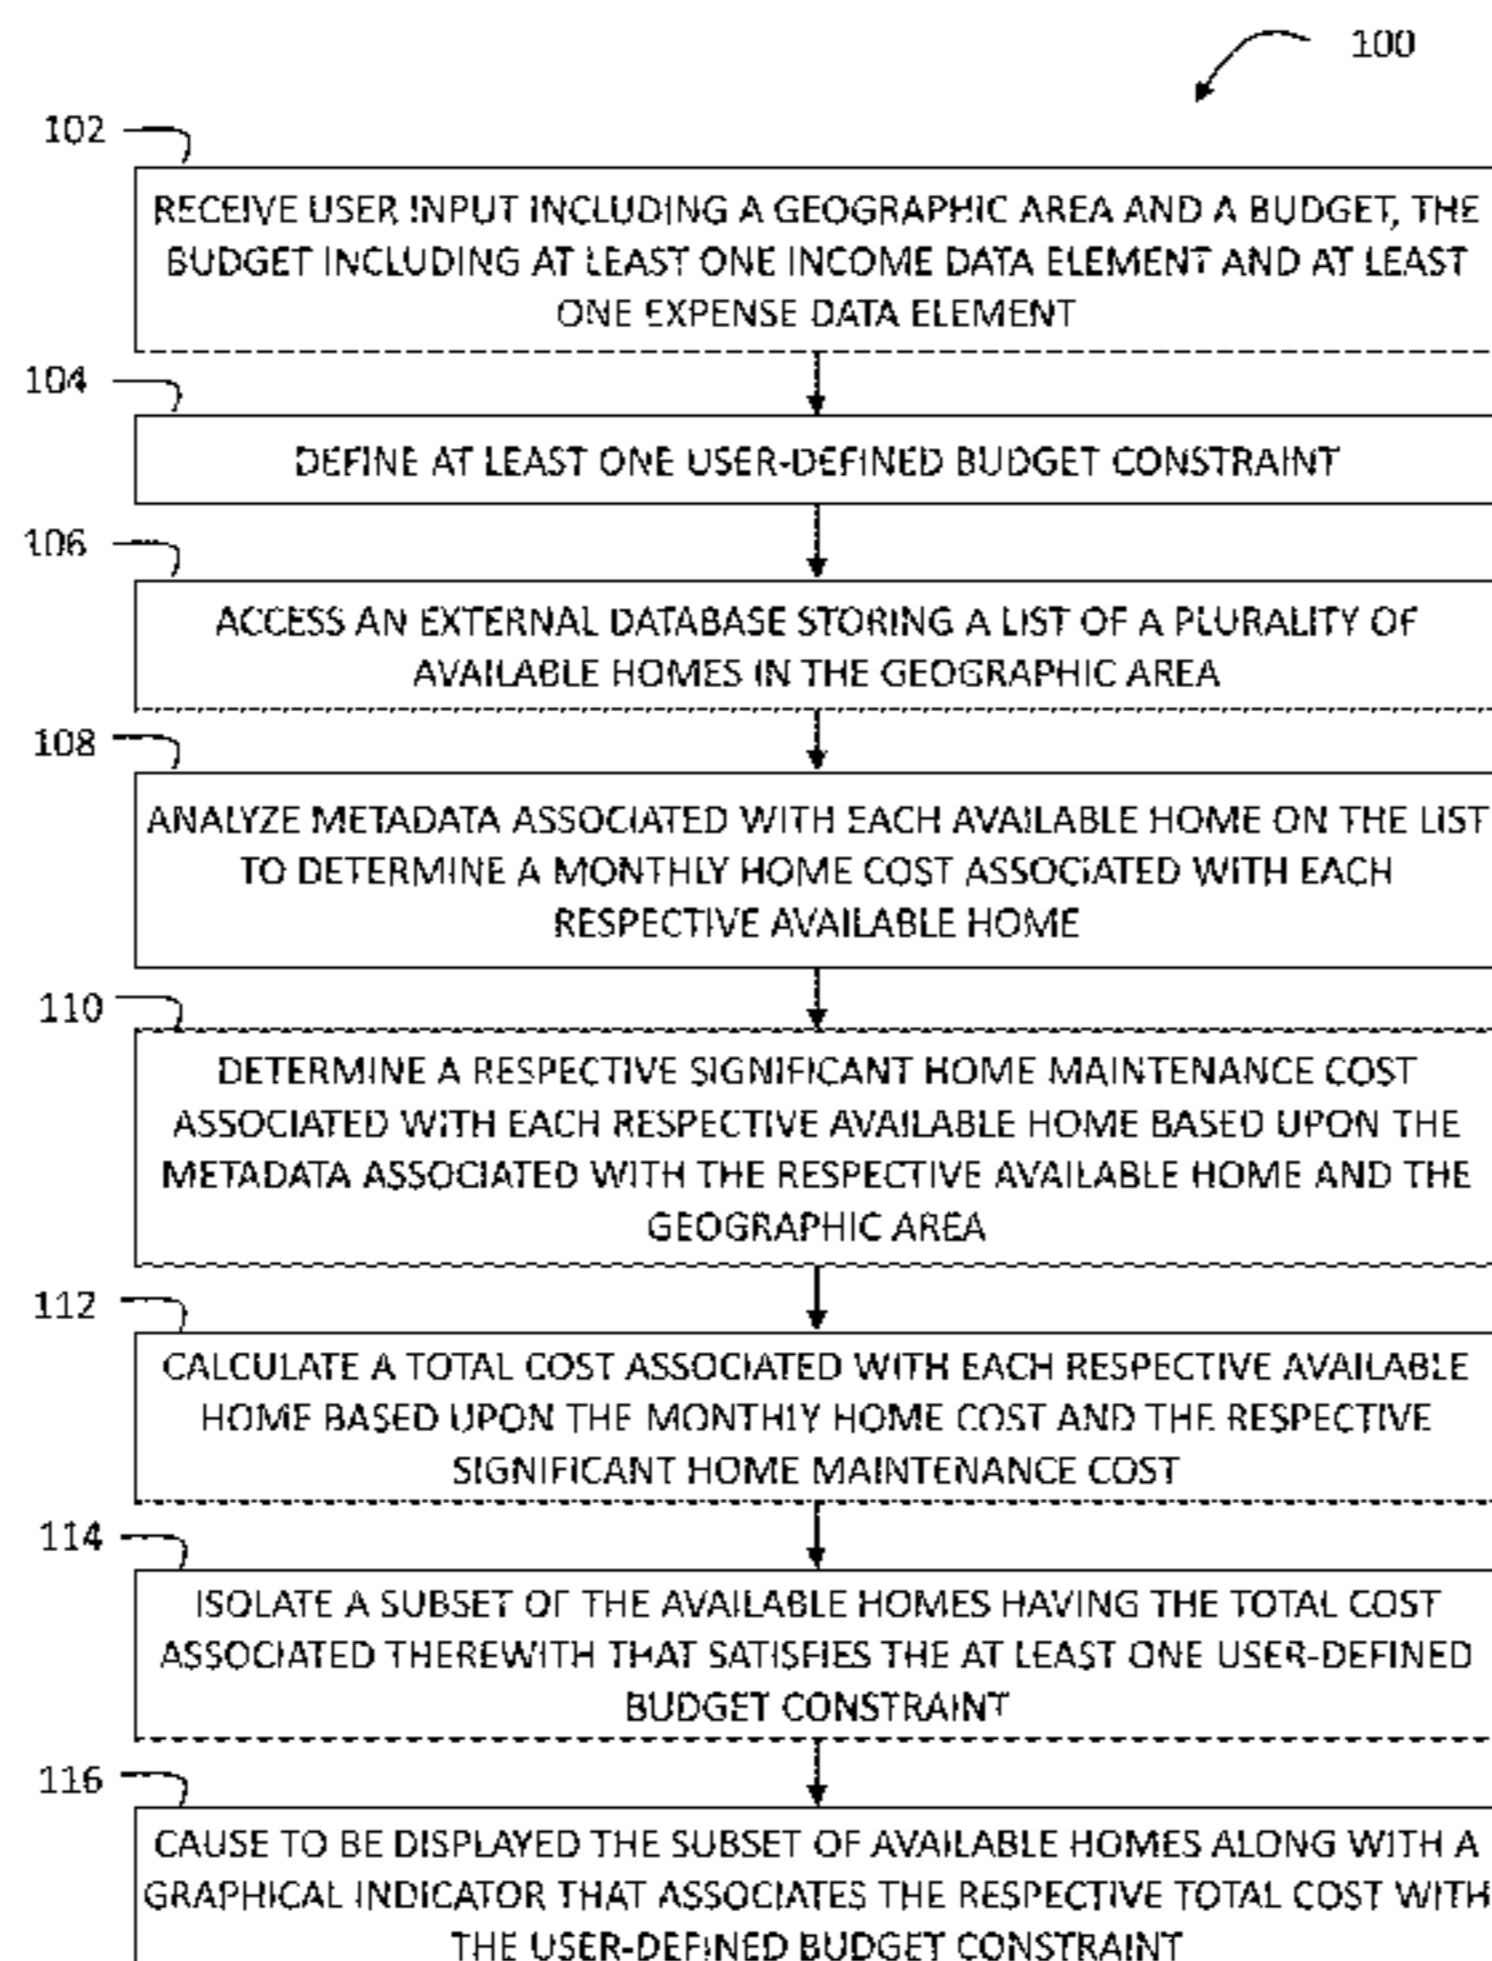 100
102
RECEIVE USER INPUT INCLUDING A GEOGRAPHIC AREA AND A BUDGET, THE
BUDGET INCLUDING AT LEAST ONE INCOME DATA ELEMENT AND AT LEAST
ONE EXPENSE DATA ELEMENT
104
DEFINE AT LEAST ONE USER-DEFINED BUDGET CONSTRAINT
106
ACCESS AN EXTERNAL DATABASE STORING A LIST OF A PLURALITY OF
AVAILABLE HOMES IN THE GEOGRAPHIC AREA
108
ANALYZE METADATA ASSOCIATED WITH EACH AVAILABLE HOME ON THE LIST
TO DETERMINE A MONTHLY HOME COST ASSOCIATED WITH EACH
RESPECTIVE AVAILABLE HOME
110
DETERMINE A RESPECTIVE SIGNIFICANT HOME MAINTENANCE COST
ASSOCIATED WITH EACH RESPECTIVE AVAILABLE HOME BASED UPON THE
METADATA ASSOCIATED WITH THE RESPECTIVE AVAILABLE HOME AND THE
GEOGRAPHIC AREA
112
CALCULATE A TOTAL COST ASSOCIATED WITH EACH RESPECTIVE AVAILABLE
HOME BASED UPON THE MONTHLY HOME COST AND THE RESPECTIVE
SIGNIFICANT HOME MAINTENANCE COST
114
ISOLATE A SUBSET OF THE AVAILABLE HOMES HAVING THE TOTAL COST
ASSOCIATED THEREWITH THAT SATISFIES THE AT LEAST ONE USER-DEFINED
BUDGET CONSTRAINT
116
CAUSE TO BE DISPLAYED THE SUBSET OF AVAILABLE HOMES ALONG WITH A
GRAPHICAL INDICATOR THAT ASSOCIATES THE RESPECTIVE TOTAL COST WITH
THE USER-DEFINED BUDGET CONSTRAINT